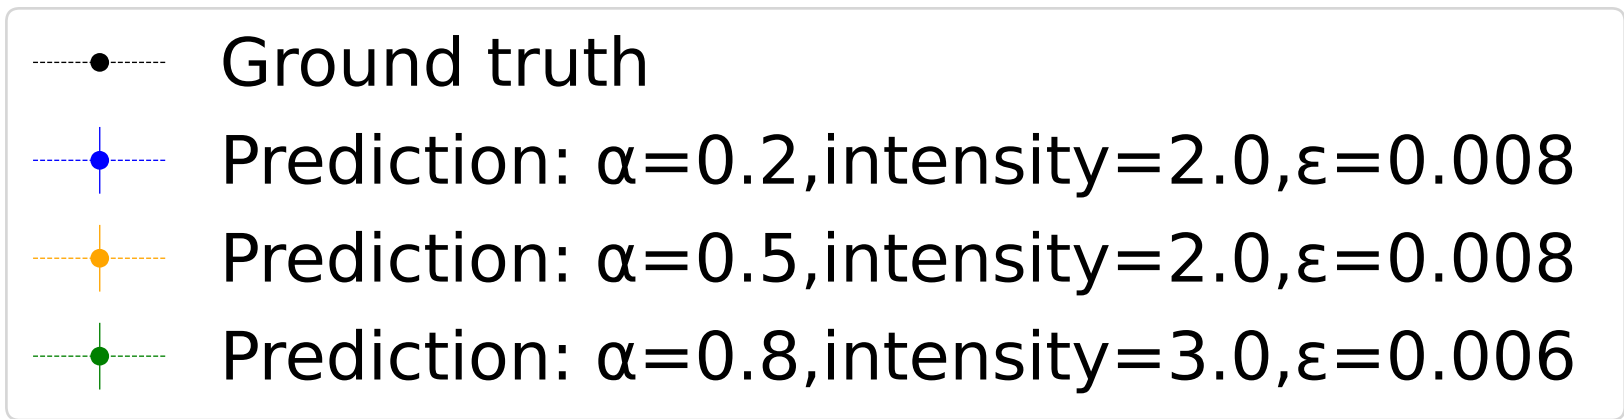 Ground truth
Prediction: α=0.2,intensity=2.0,ε=0.008
Prediction: α=0.5,intensity=2.0,ε=0.008
Prediction: α=0.8,intensity=3.0,ε=0.006